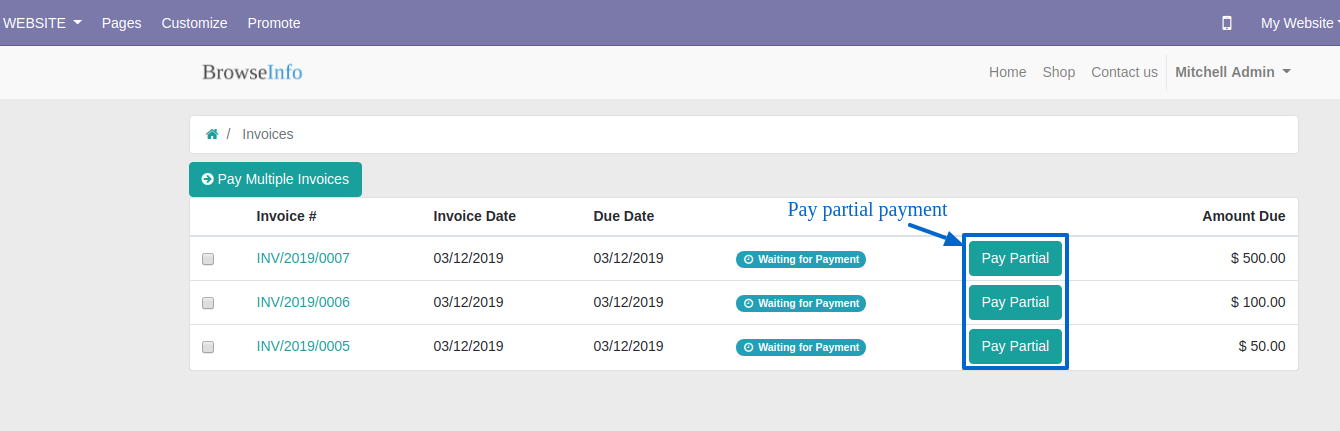 WEBSITE Pages Customize Promote My Website
BrowseInfo Home Shop Contact us Mitchell Admin
/ Invoices
Pay Multiple Invoices
Pay partial payment
Invoice # Invoice Date Due Date Amount Due
INV/2019/0007 03/12/2019 03/12/2019 Waiting for Payment Pay Partial $ 500.00
INV/2019/0006 03/12/2019 03/12/2019 Waiting for Payment Pay Partial $ 100.00
INV/2019/0005 03/12/2019 03/12/2019 Waiting for Payment Pay Partial $ 50.00